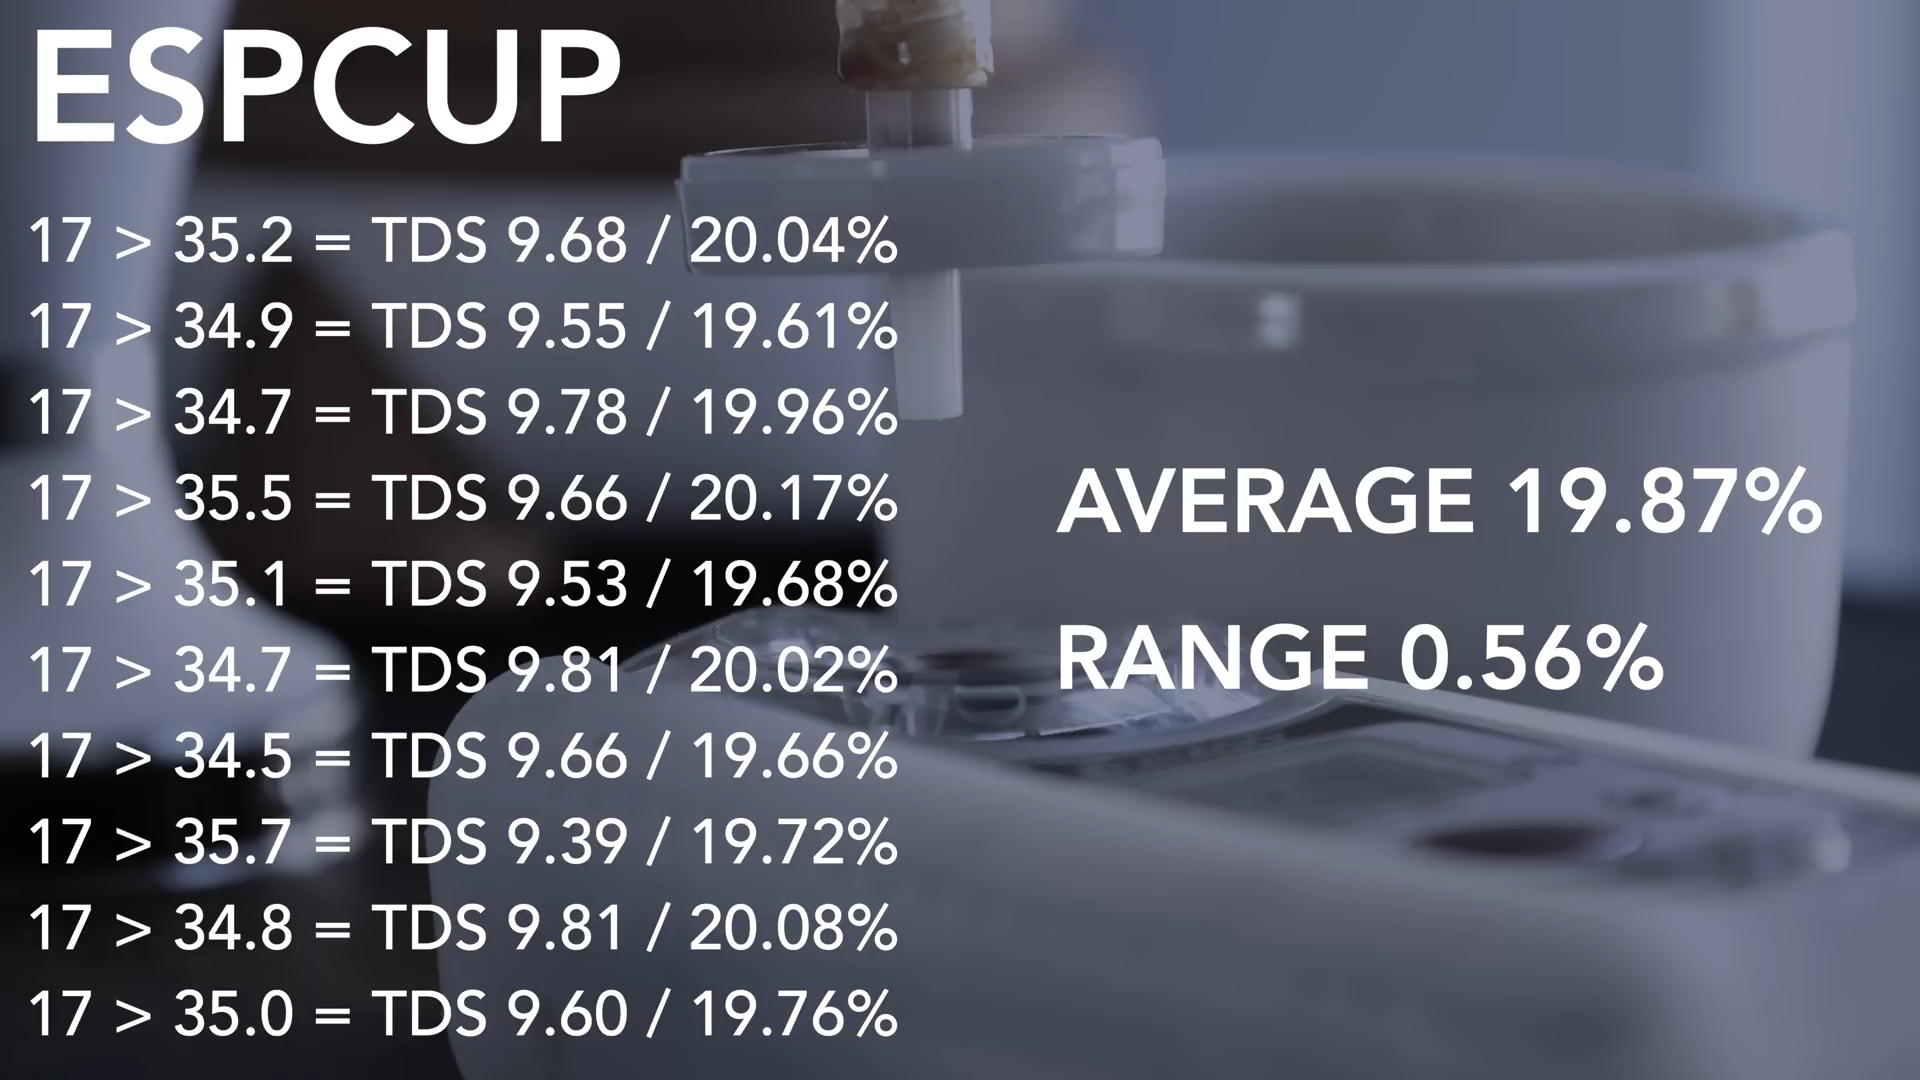 ESPCUP
17 > 35.2 = TDS 9.68 / 20.04%
17 > 34.9 = TDS 9.55 / 19.61%
17 > 34.7 = TDS 9.78 / 19.96%
17 > 35.5 = TDS 9.66 / 20.17%
17 > 35.1 = TDS 9.53 / 19.68%
17 > 34.7 = TDS 9.81 / 20.02%
17 > 34.5 = TDS 9.66 / 19.66%
17 > 35.7 = TDS 9.39 / 19.72%
17 > 34.8 = TDS 9.81 / 20.08%
17 > 35.0 = TDS 9.60 / 19.76%
AVERAGE 19.87%
RANGE 0.56%